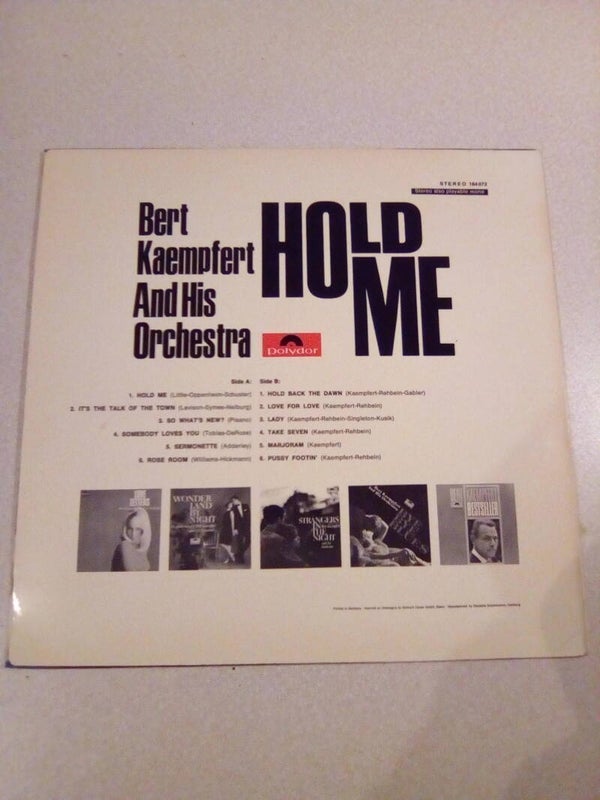 STEREO 184 072
Stereo also playable mono
Bert
Kaempfert
And His
Orchestra
HOLD
ME
Polydor
Side A:
1. HOLD ME (Little-Oppenheim-Schuster)
2. IT'S THE TALK OF THE TOWN (Levison-Symes-Neiburg)
3. SO WHAT'S NEW? (Pisano)
4. SOMEBODY LOVES YOU (Tobias-DeRose)
5. SERMONETTE (Adderley)
6. ROSE ROOM (Williams-Hickmann)
Side B:
1. HOLD BACK THE DAWN (Kaempfert-Rehbein-Gabler)
2. LOVE FOR LOVE (Kaempfert-Rehbein)
3. LADY (Kaempfert-Rehbein-Singleton-Kusik)
4. TAKE SEVEN (Kaempfert-Rehbein)
5. MARJORAM (Kaempfert)
6. PUSSY FOOTIN' (Kaempfert-Rehbein)
WONDER
LAND BY
NIGHT
STRANGERS
IN
THE
NIGHT
BESTSELLER